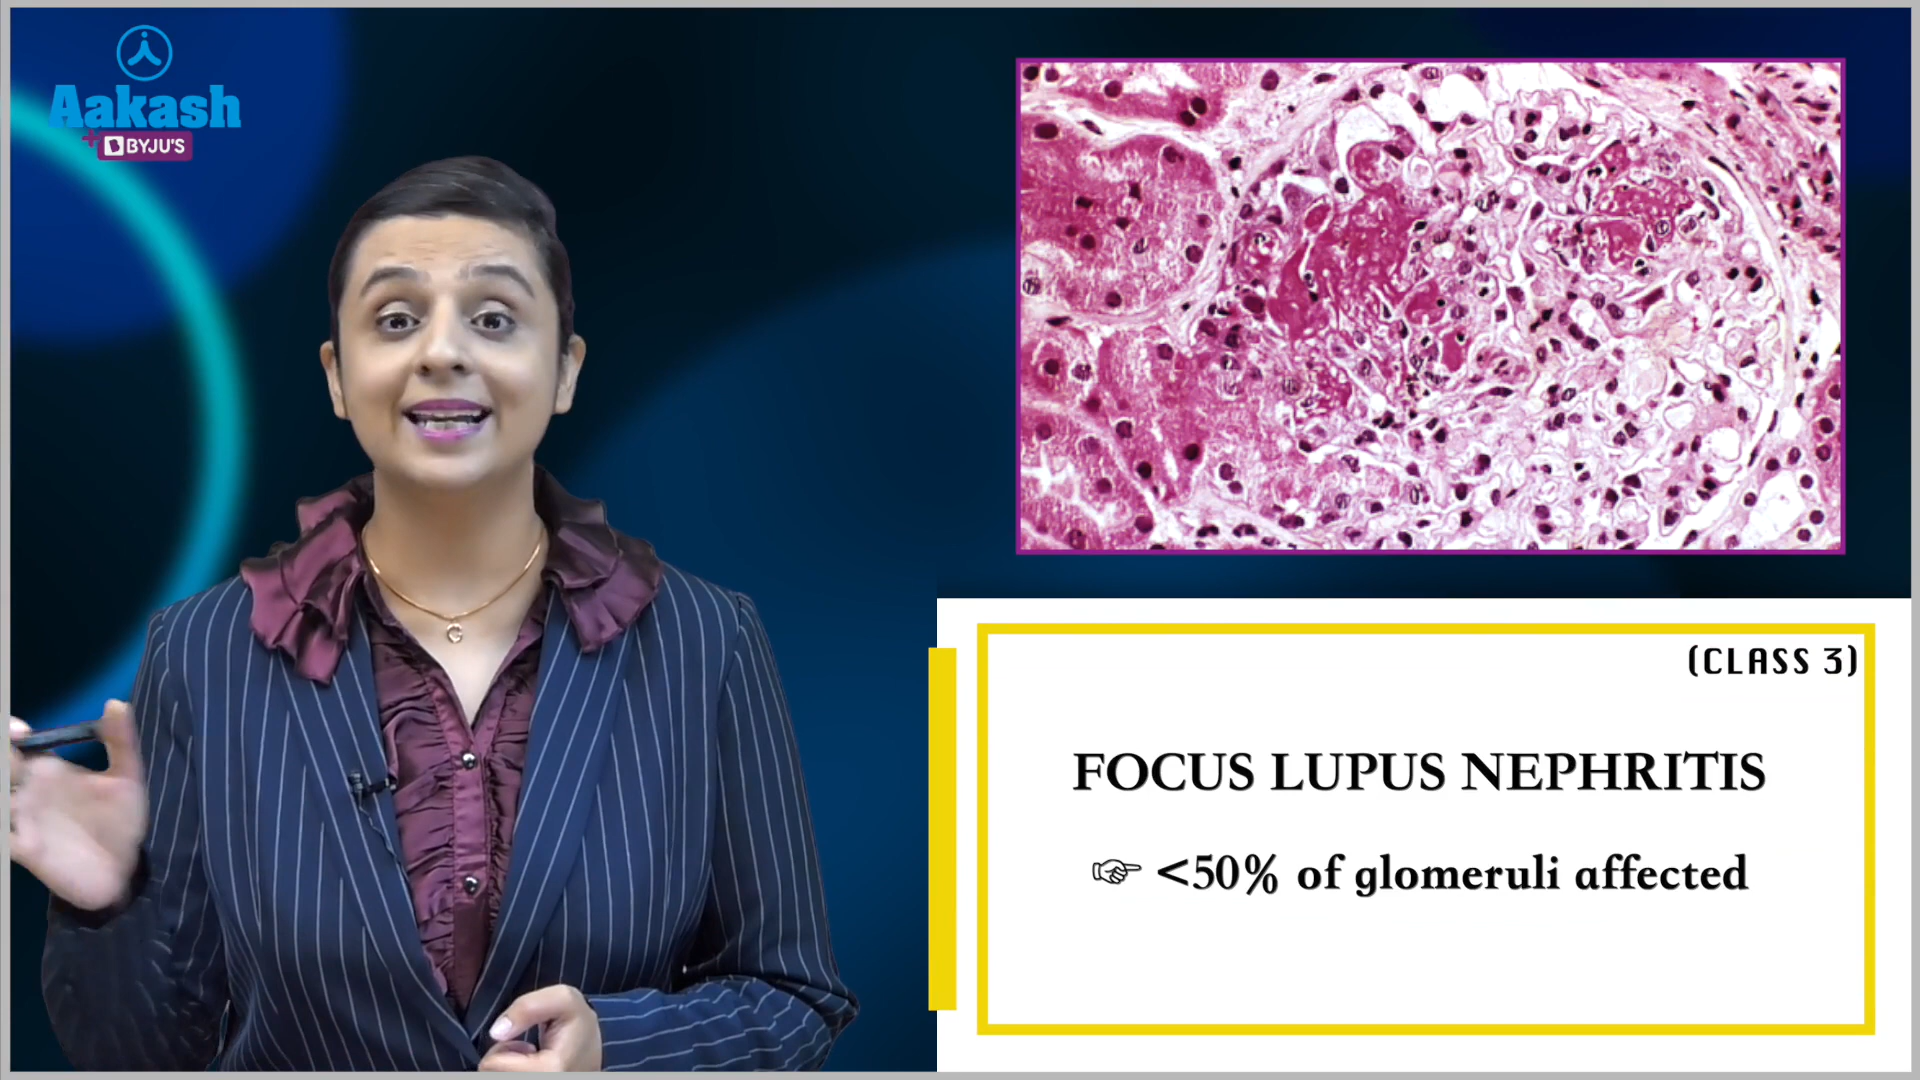 Aakash
+ BYJU'S
(CLASS 3)
FOCUS LUPUS NEPHRITIS
☞ <50% of glomeruli affected